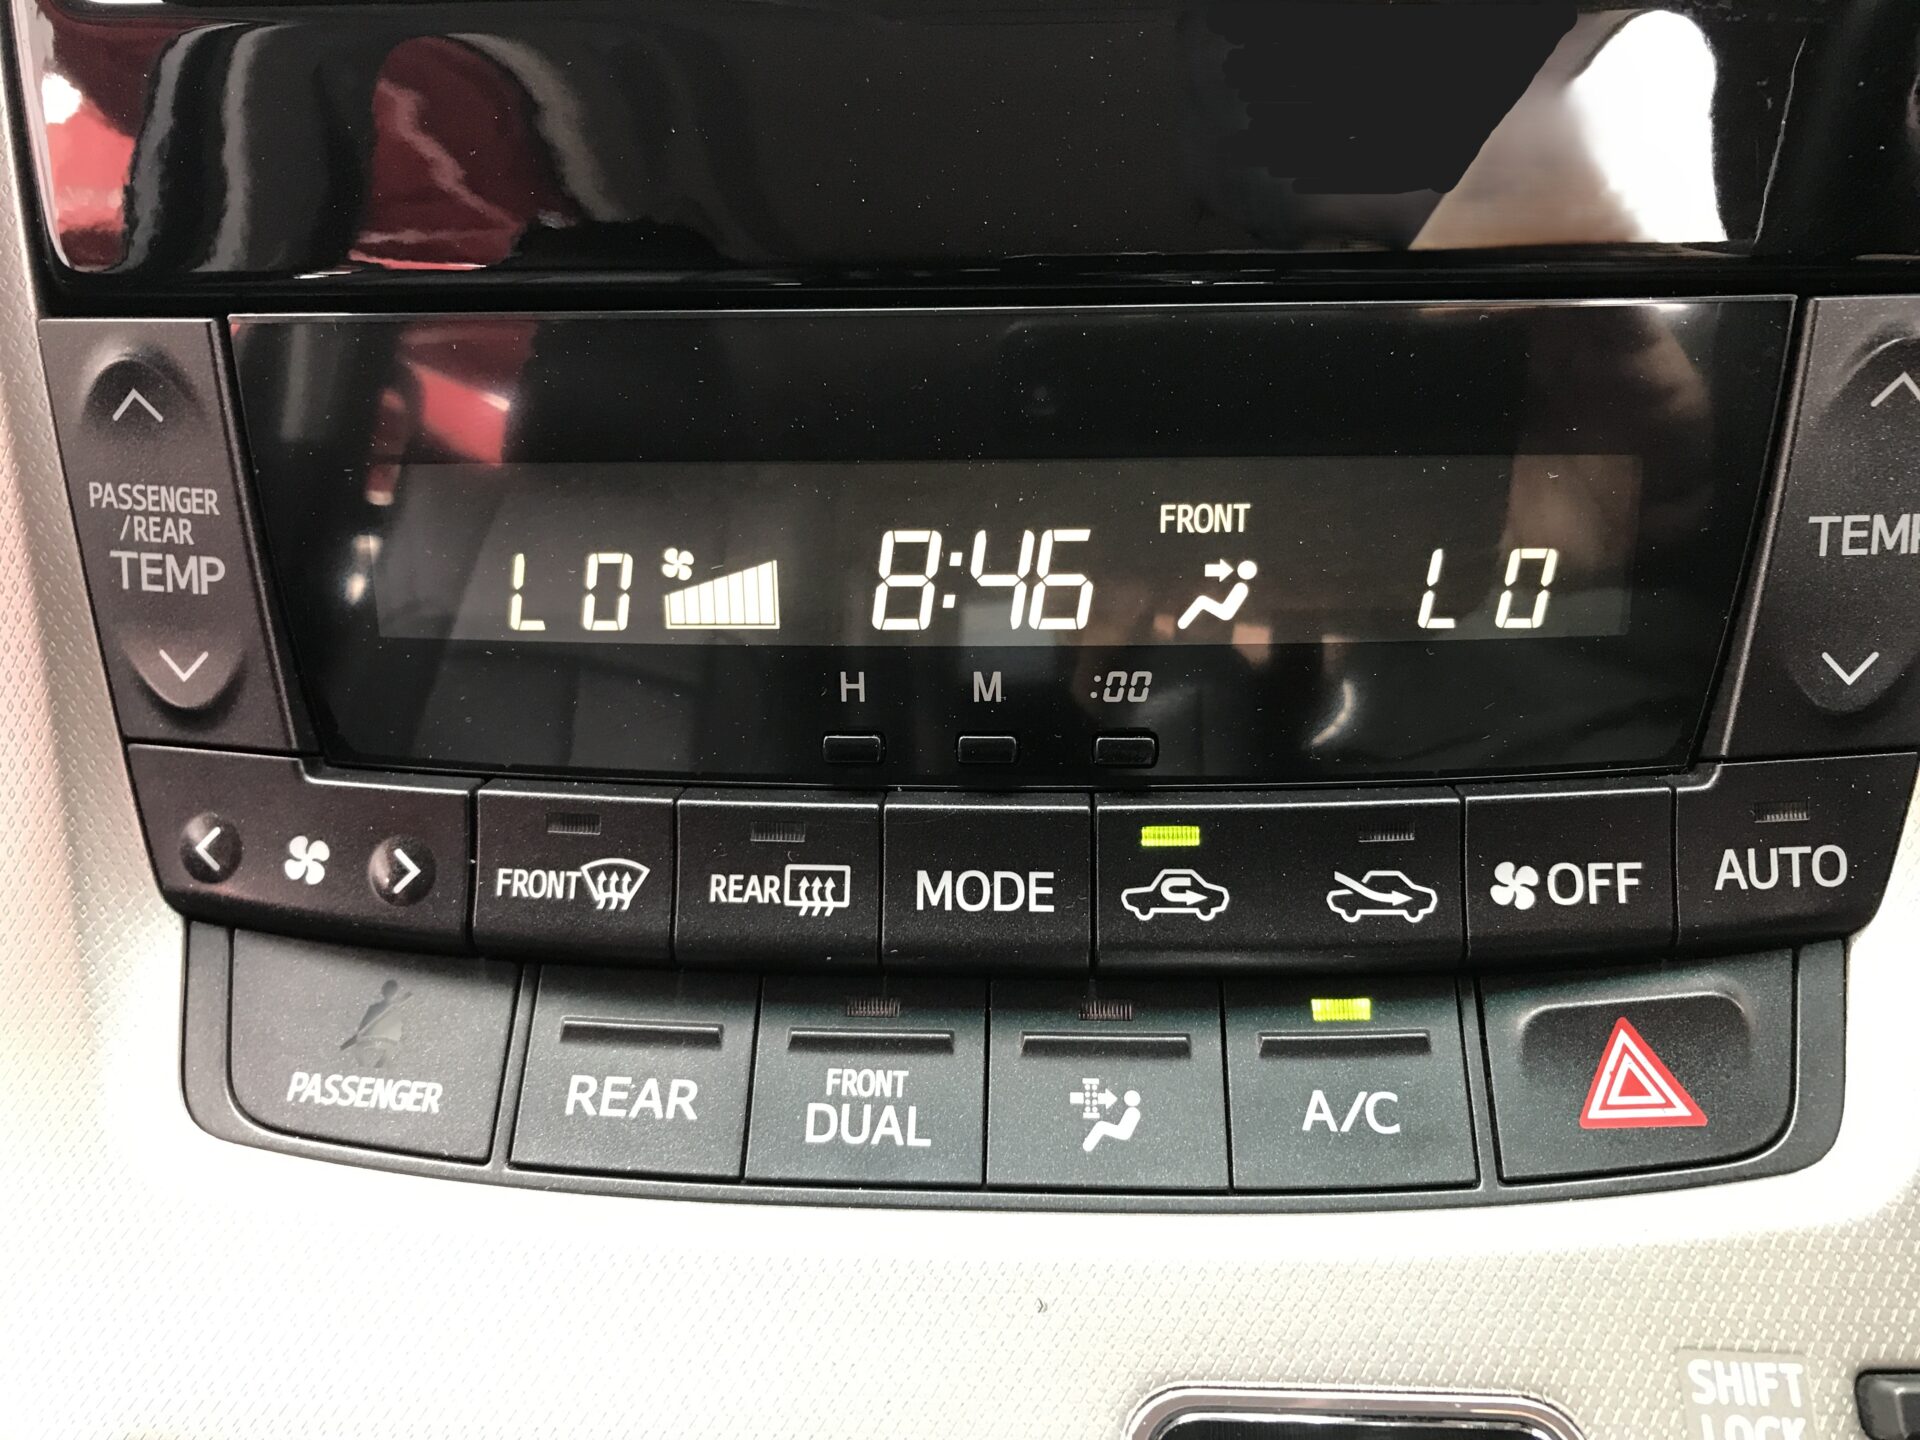 PASSENGER
/REAR
TEMP
LO
8:46
FRONT
LO
TEMP
H M :00
FRONT
REAR
MODE
OFF
AUTO
PASSENGER
REAR
FRONT
DUAL
A/C
SHIFT
LOCK